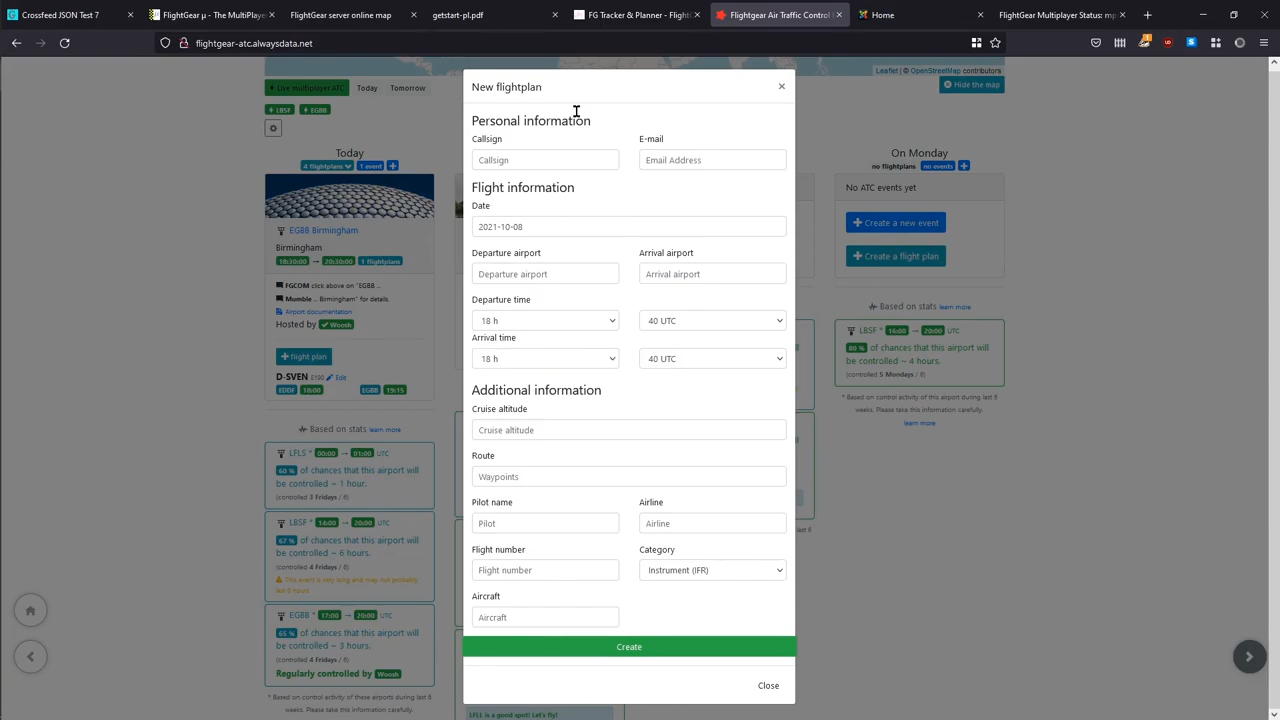 Crossfeed JSON Test 7
FlightGear μ - The MultiPlayer
FlightGear server online map
getstart-pl.pdf
FG Tracker & Planner - FlightG
Flightgear Air Traffic Control
Home
FlightGear Multiplayer Status: mp
flightgear-atc.alwaysdata.net
Leaflet | © OpenStreetMap contributors
Live multiplayer ATC
Today
Tomorrow
Hide the map
LBSF
EGBB
Today
4 flightplans
1 event
EGBB Birmingham
Birmingham
18:30:00 → 20:30:00
1 flightplans
FGCOM click above on "EGBB ..
Mumble .. Birmingham" for details.
Airport documentation
Hosted by Woosh
flight plan
D-SVEN E190 Edit
EDDF 18:00 EGBB 19:15
Based on stats learn more
LFLS * 00:00 → 01:00 UTC
60 % of chances that this airport will
be controlled ~ 1 hour.
(controlled 3 Fridays / 6)
LBSF * 14:00 → 20:00 UTC
67 % of chances that this airport will
be controlled ~ 6 hours.
(controlled 4 Fridays / 6)
This event is very long and may not probably
last 6 hours
EGBB * 17:00 → 20:00 UTC
65 % of chances that this airport will
be controlled ~ 3 hours.
(controlled 4 Fridays / 6)
Regularly controlled by Woosh
* Based on control activity of these airports during last 6
weeks. Please take this information carefully.
New flightplan
×
Personal information
Callsign
E-mail
Callsign
Email Address
Flight information
Date
2021-10-08
Departure airport
Arrival airport
Departure airport
Arrival airport
Departure time
18 h
40 UTC
Arrival time
18 h
40 UTC
Additional information
Cruise altitude
Cruise altitude
Route
Waypoints
Pilot name
Airline
Pilot
Airline
Flight number
Category
Flight number
Instrument (IFR)
Aircraft
Aircraft
Create
Close
LFLL is a good spot! Let's fly!
On Monday
no flightplans
no events
No ATC events yet
Create a new event
Create a flight plan
Based on stats learn more
LBSF * 16:00 → 20:00 UTC
80 % of chances that this airport will
be controlled ~ 4 hours.
(controlled 5 Mondays / 6)
* Based on control activity of this airport during last 6
weeks. Please take this information carefully.
learn more